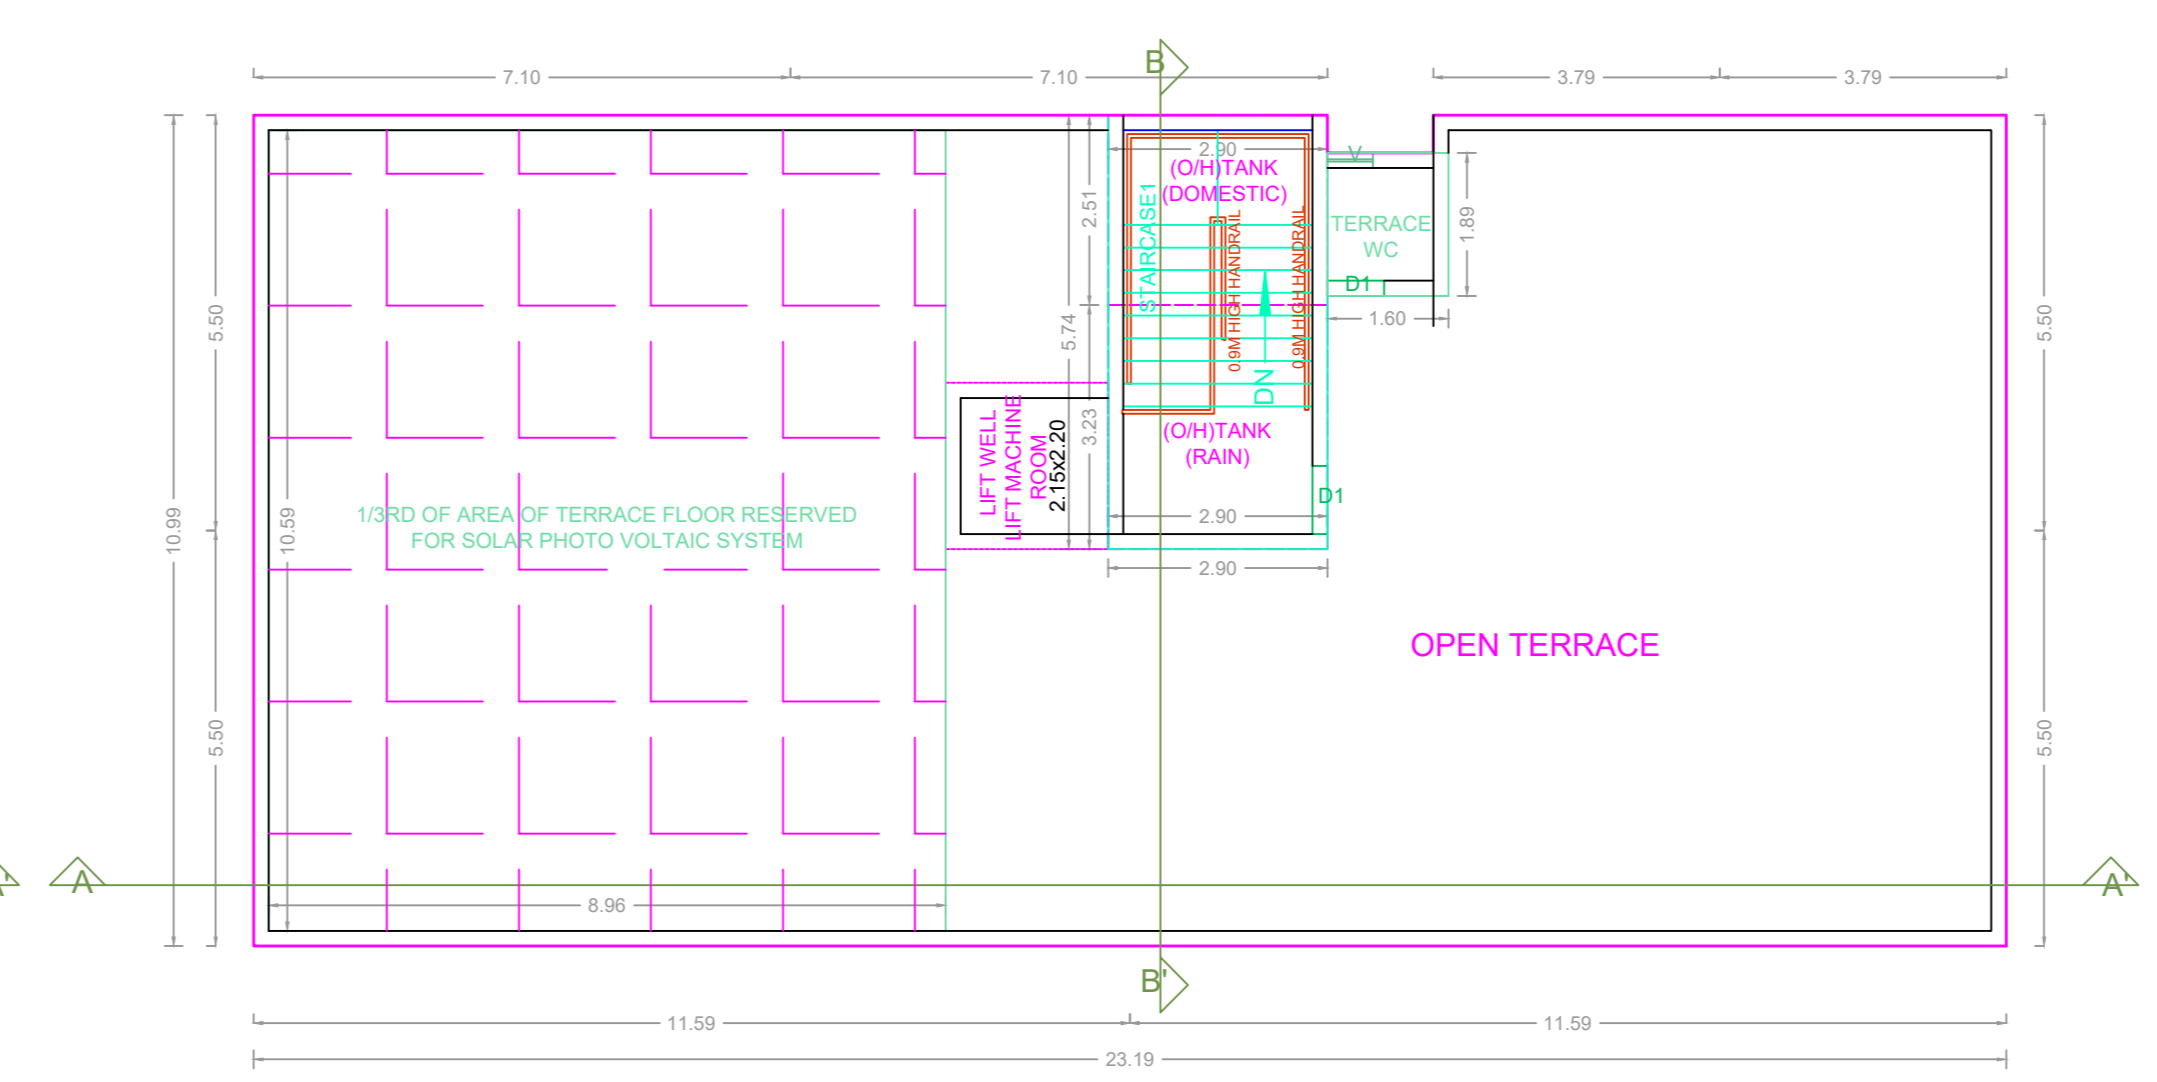 B
7.10
7.10
3.79
3.79
2.90
(O/H)TANK
(DOMESTIC)
V
STAIRCASE1
0.9M HIGH HANDRAIL
0.9M HIGH HANDRAIL
TERRACE
WC
D1
1.89
1.60
2.51
5.74
3.23
5.50
5.50
DN
LIFT WELL
LIFT MACHINE
ROOM
2.15x2.20
(O/H)TANK
(RAIN)
D1
2.90
2.90
10.99
10.59
1/3RD OF AREA OF TERRACE FLOOR RESERVED
FOR SOLAR PHOTO VOLTAIC SYSTEM
OPEN TERRACE
5.50
5.50
A'
A
A'
8.96
B'
11.59
11.59
23.19